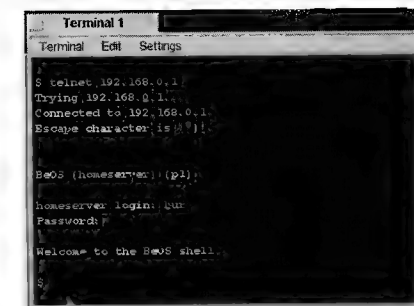 Terminal 1
Terminal Edit Settings
$ telnet 192.168.0.1
Trying 192.168.0.1...
Connected to 192.168.0.1.
Escape character is '^]'.
BeOS (homeserver) (p1)
homeserver login:
Password:
Welcome to the BeOS shell.
$